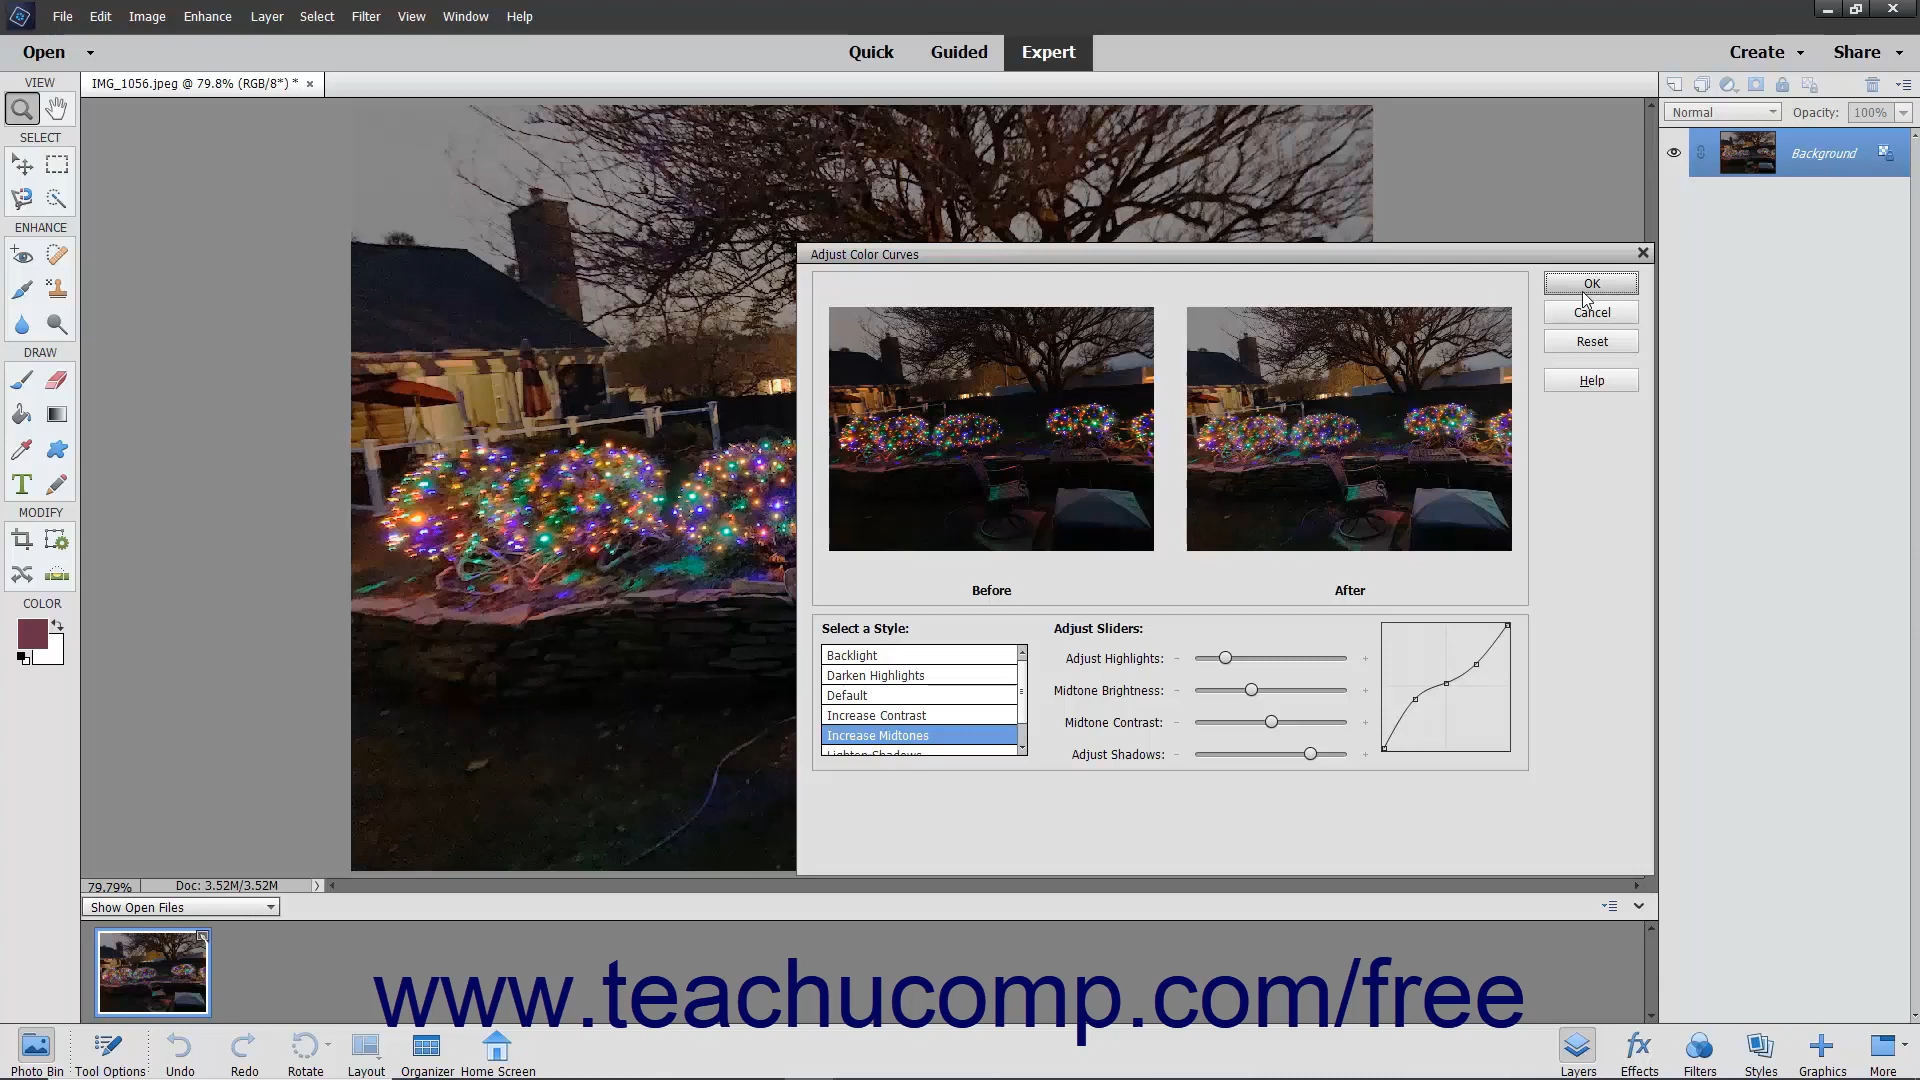 File Edit Image Enhance Layer Select Filter View Window Help
Open Quick Guided Expert Create Share
VIEW
IMG_1056.jpeg @ 79.8% (RGB/8*) * ×
Normal Opacity: 100%
SELECT
Background
ENHANCE
DRAW
T
MODIFY
COLOR
Adjust Color Curves
OK
Cancel
Reset
Help
Before After
Select a Style:
Backlight
Darken Highlights
Default
Increase Contrast
Increase Midtones
Lighten Shadows
Adjust Sliders:
Adjust Highlights: - +
Midtone Brightness: - +
Midtone Contrast: - +
Adjust Shadows: - +
79.79% Doc: 3.52M/3.52M
Show Open Files
www.teachucomp.com/free
Photo Bin Tool Options Undo Redo Rotate Layout Organizer Home Screen
fx
Layers Effects Filters Styles Graphics More